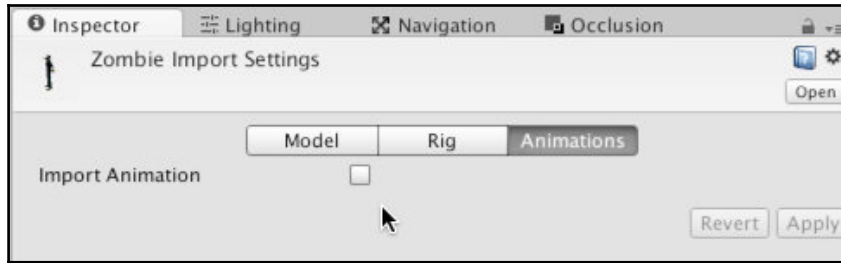 Inspector Lighting Navigation Occlusion
Zombie Import Settings
Open
Model Rig Animations
Import Animation
Revert Apply